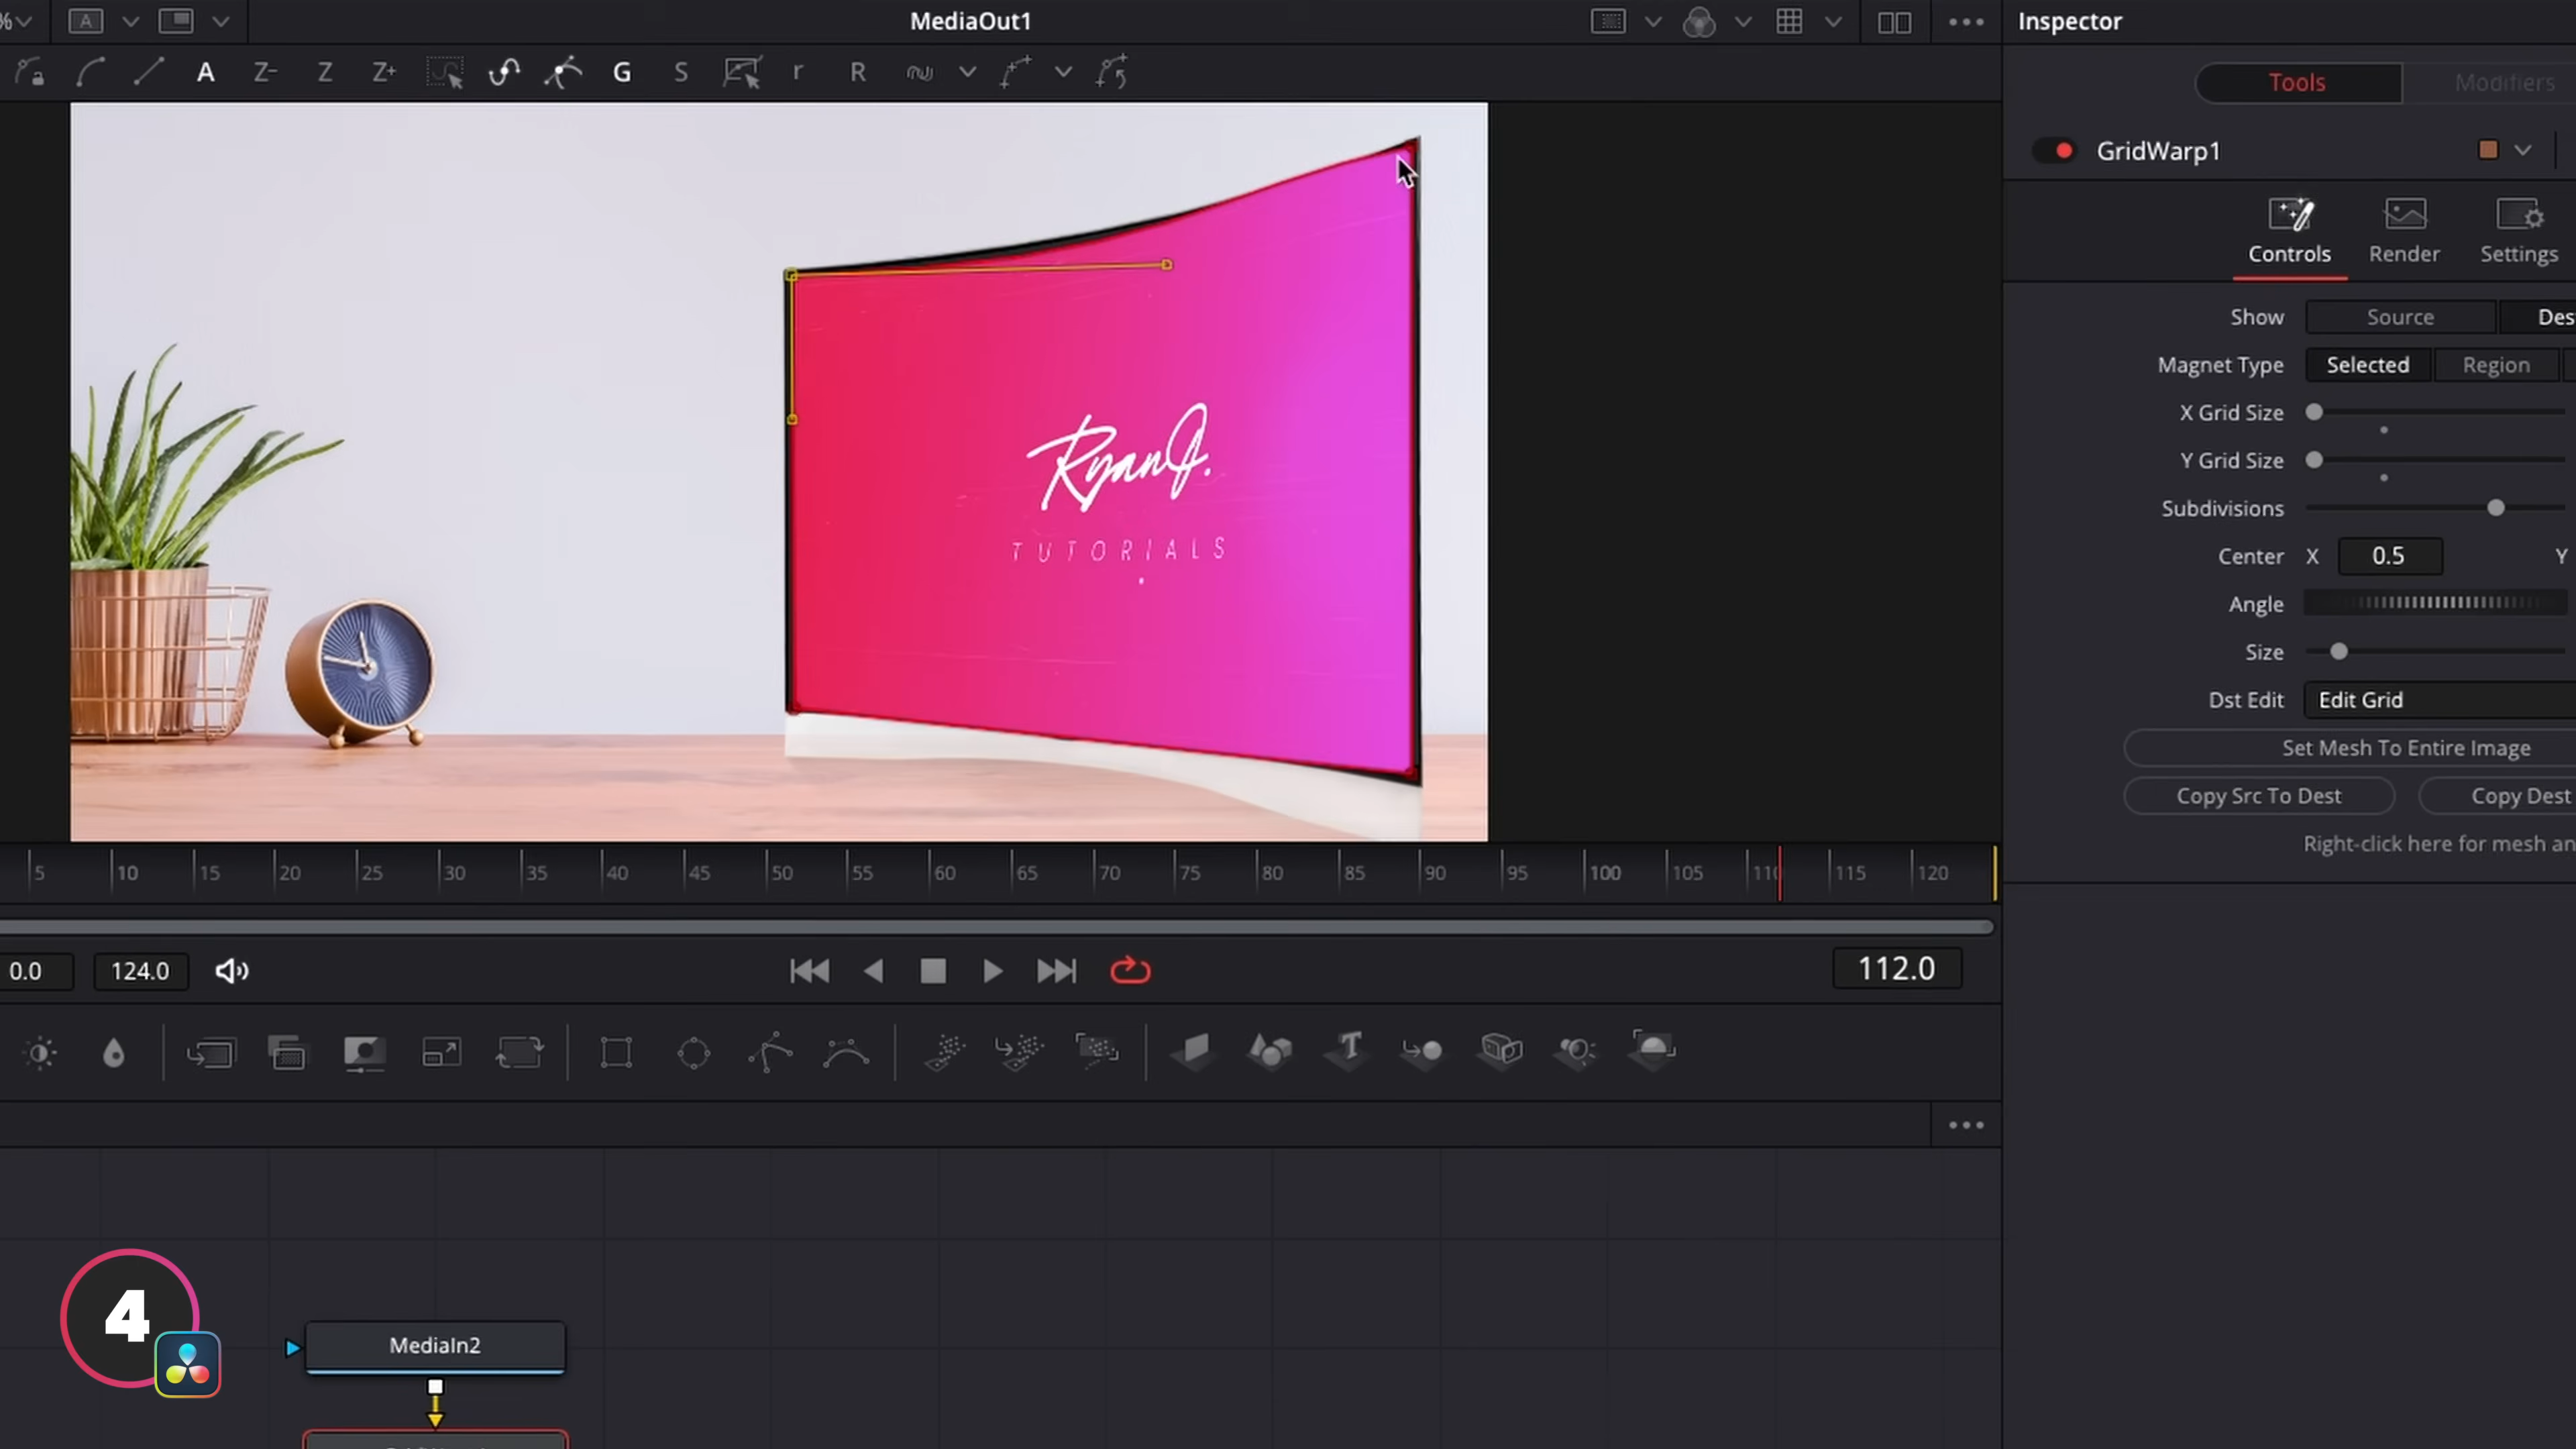 %
A
MediaOut1
Inspector
A
Z-
Z
Z+
G
S
r
R
Tools
Modifiers
GridWarp1
Controls
Render
Settings
Show
Source
Des
Magnet Type
Selected
Region
X Grid Size
Y Grid Size
Subdivisions
Center
X
0.5
Y
Angle
Size
Dst Edit
Edit Grid
Set Mesh To Entire Image
Copy Src To Dest
Copy Dest
Right-click here for mesh an
RyanJ.
TUTORIALS
5 10 15 20 25 30 35 40 45 50 55 60 65 70 75 80 85 90 95 100 105 110 115 120
0.0
124.0
112.0
T
4
MediaIn2